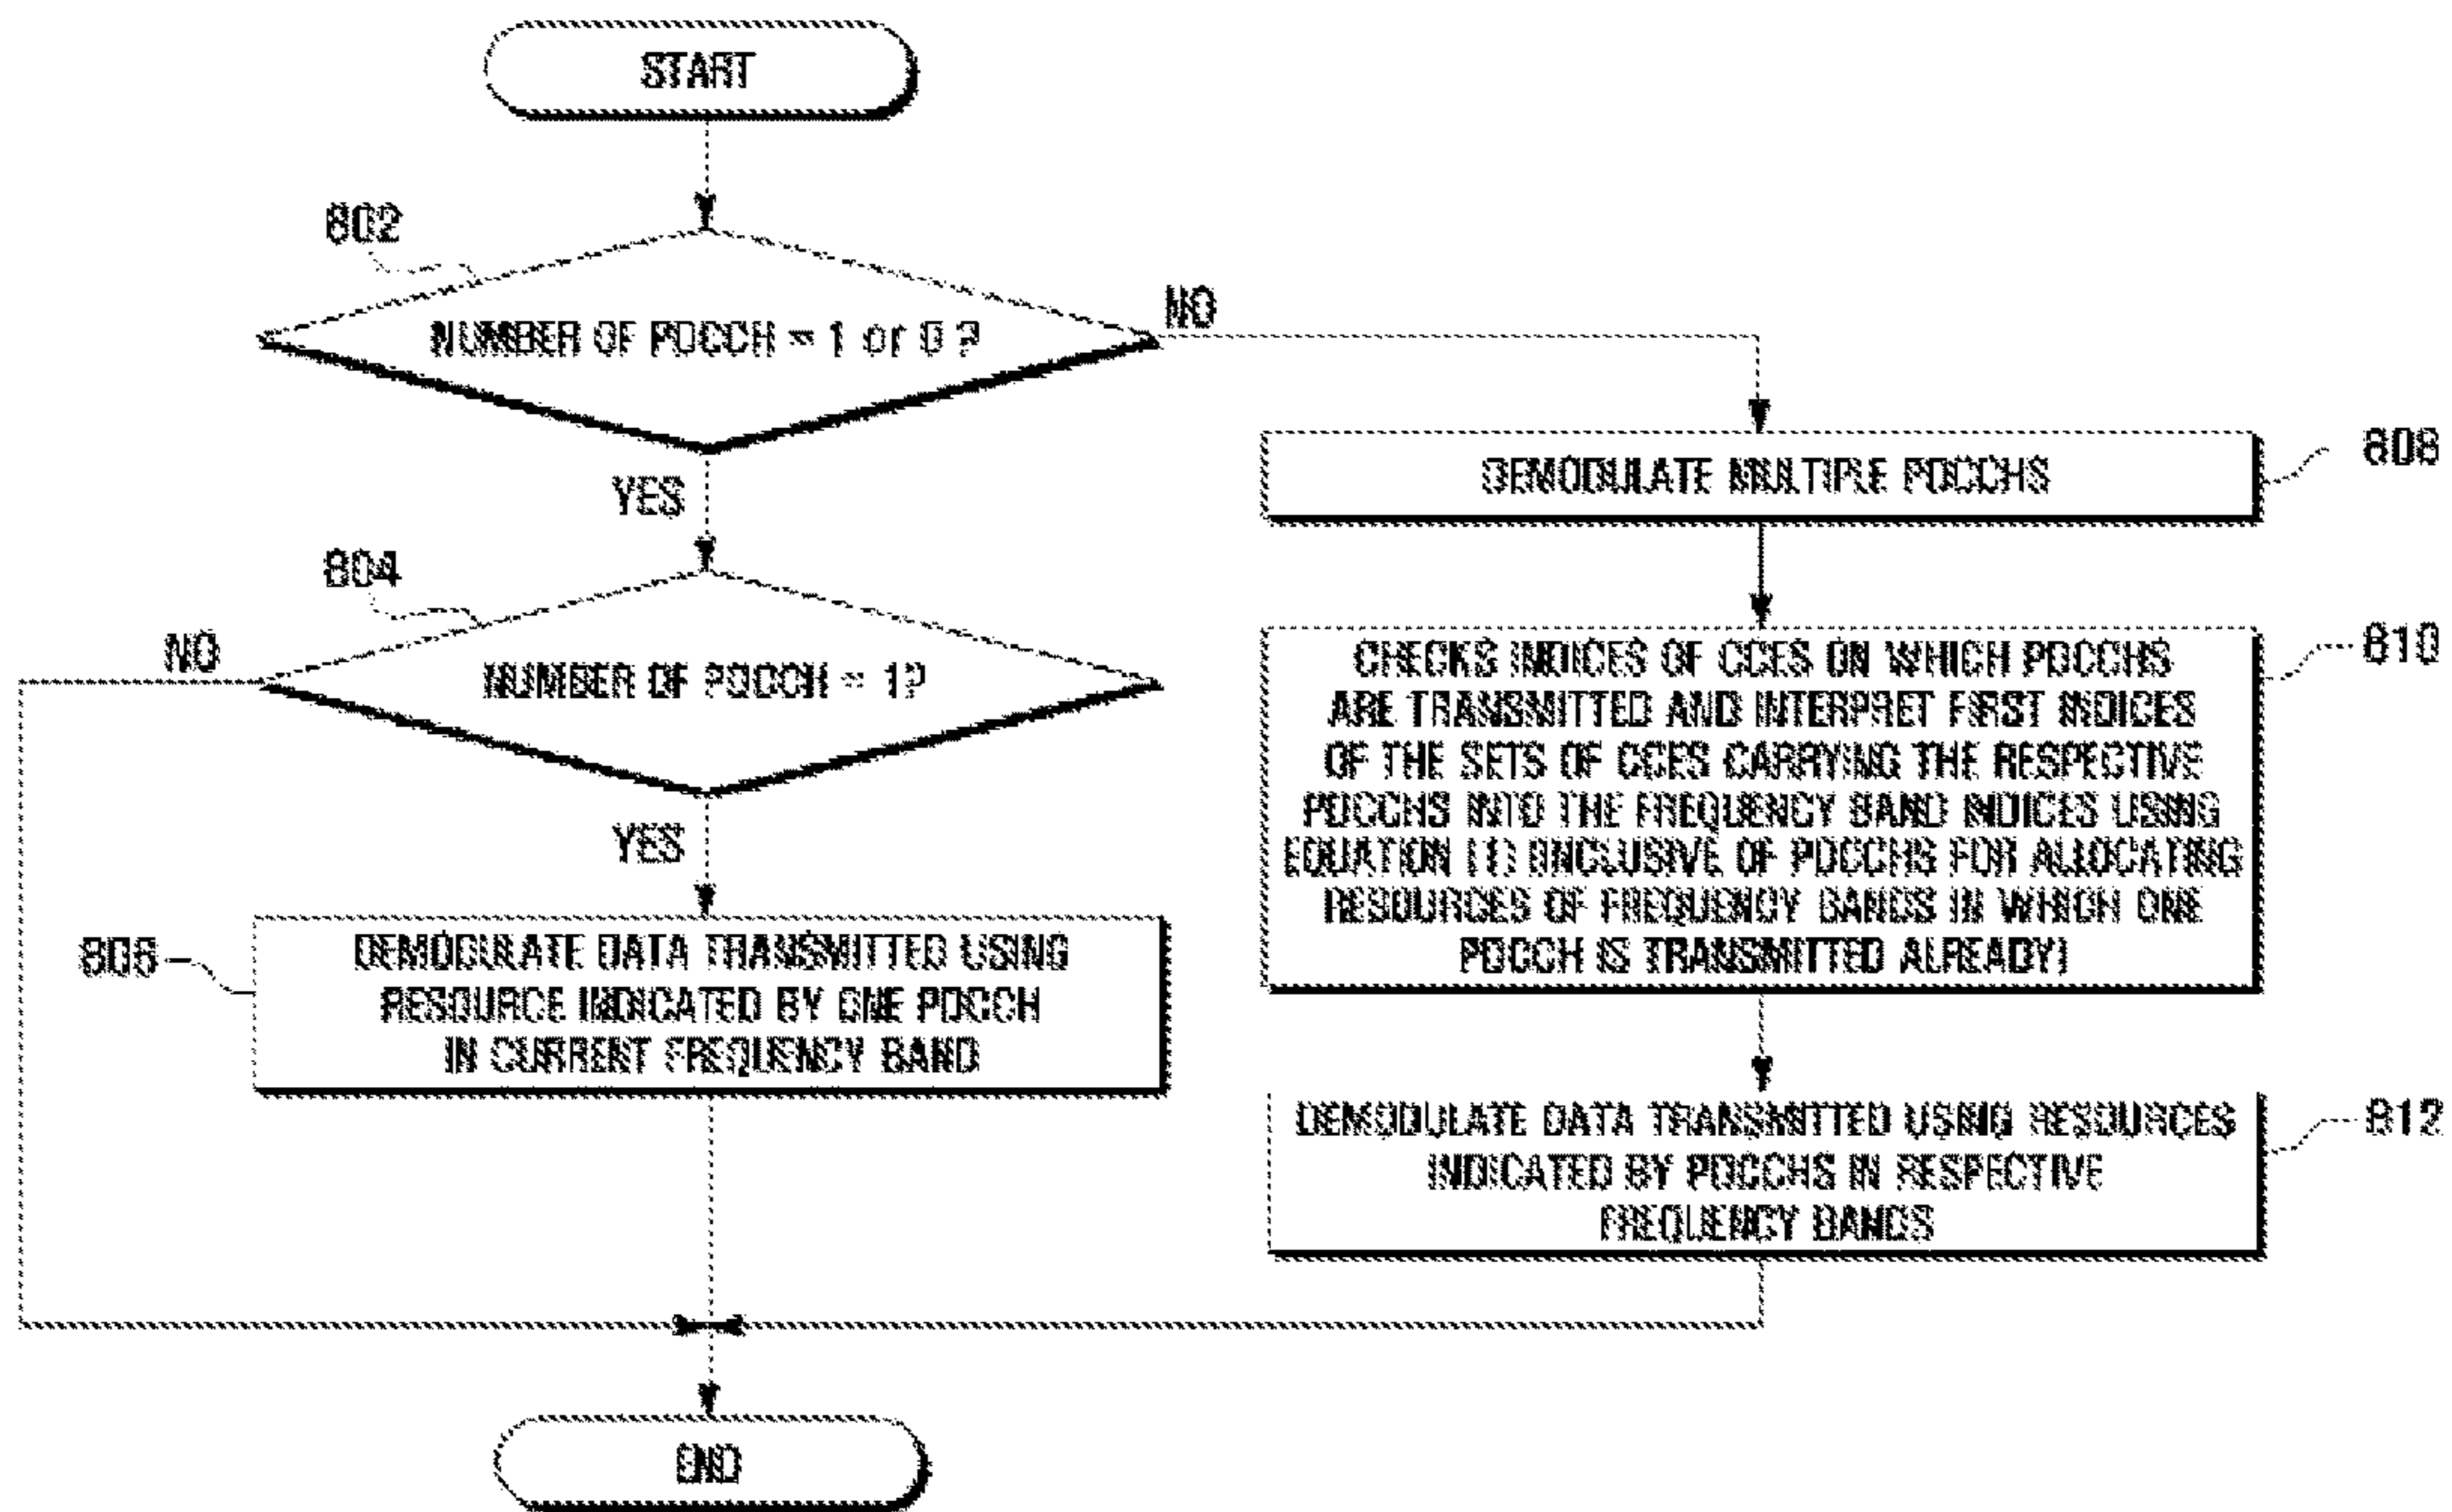 START
802
NUMBER OF PDCCH = 1 or 0 ?
NO
YES
804
NO
NUMBER OF PDCCH = 1?
YES
806
DEMODULATE DATA TRANSMITTED USING
RESOURCE INDICATED BY ONE PDCCH
IN CURRENT FREQUENCY BAND
DEMODULATE MULTIPLE PDCCHS
808
CHECKS INDICES OF CCES ON WHICH PDCCHS
ARE TRANSMITTED AND INTERPRET FIRST INDICES
OF THE SETS OF CCES CARRYING THE RESPECTIVE
PDCCHS INTO THE FREQUENCY BAND INDICES USING
EQUATION (1) (INCLUSIVE OF PDCCHS FOR ALLOCATING
RESOURCES OF FREQUENCY BANDS IN WHICH ONE
PDCCH IS TRANSMITTED ALREADY)
810
DEMODULATE DATA TRANSMITTED USING RESOURCES
INDICATED BY PDCCHS IN RESPECTIVE
FREQUENCY BANDS
812
END